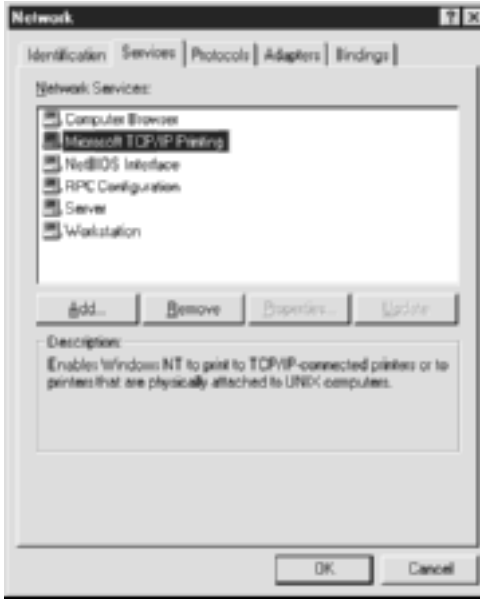 Network
Identification Services Protocols Adapters Bindings
Network Services:
Computer Browser
Microsoft TCP/IP Printing
NetBIOS Interface
RPC Configuration
Server
Workstation
Add... Remove Properties... Update
Description:
Enables Windows NT to print to TCP/IP-connected printers or to
printers that are physically attached to UNIX computers.
OK Cancel